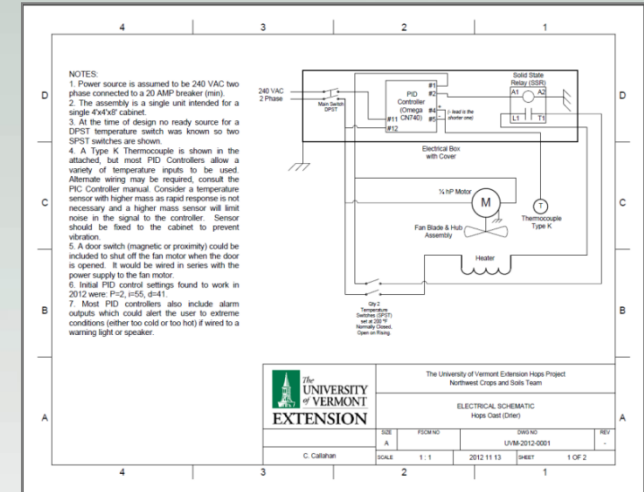 4 3 2 1
NOTES:
1. Power source is assumed to be 240 VAC two
phase connected to a 20 AMP breaker (min).
2. The assembly is a single unit intended for a
single 4'x4'x8' cabinet.
3. At the time of design no ready source for a
DPST temperature switch was known so two
SPST switches are shown.
4. A Type K Thermocouple is shown in the
attached, but most PID Controllers allow a
variety of temperature inputs to be used.
Alternate wiring may be required, consult the
PIC Controller manual. Consider a temperature
sensor with higher mass as rapid response is not
necessary and a higher mass sensor will limit
noise in the signal to the controller. Sensor
should be fixed to the cabinet to prevent
vibration.
5. A door switch (magnetic or proximity) could be
included to shut off the fan motor when the door
is opened. It would be wired in series with the
power supply to the fan motor.
6. Initial PID control settings found to work in
2012 were: P=2, i=55, d=41.
7. Most PID controllers also include alarm
outputs which could alert the user to extreme
conditions (either too cold or too hot) if wired to a
warning light or speaker.
D
C
B
A
240 VAC
2 Phase
Main Switch
DPST
PID
Controller
(Omega
CN740)
#1
#2
#4 +
#5 -
#11
#12
(- lead is the
shorter one)
Solid State
Relay (SSR)
A1 A2
L1 T1
Electrical Box
with Cover
¼ hP Motor
M
Fan Blade & Hub
Assembly
T
Thermocouple
Type K
Heater
Qty 2
Temperature
Switches (SPST)
set at 200 °F
Normally Closed,
Open on Rising
D
C
B
A
The
UNIVERSITY
of VERMONT
EXTENSION
C. Callahan
The University of Vermont Extension Hops Project
Northwest Crops and Soils Team
ELECTRICAL SCHEMATIC
Hops Oast (Drier)
SIZE FSCM NO DWG NO REV
A UVM-2012-0001 -
SCALE 1 : 1 2012 11 13 SHEET 1 OF 2
4 3 2 1